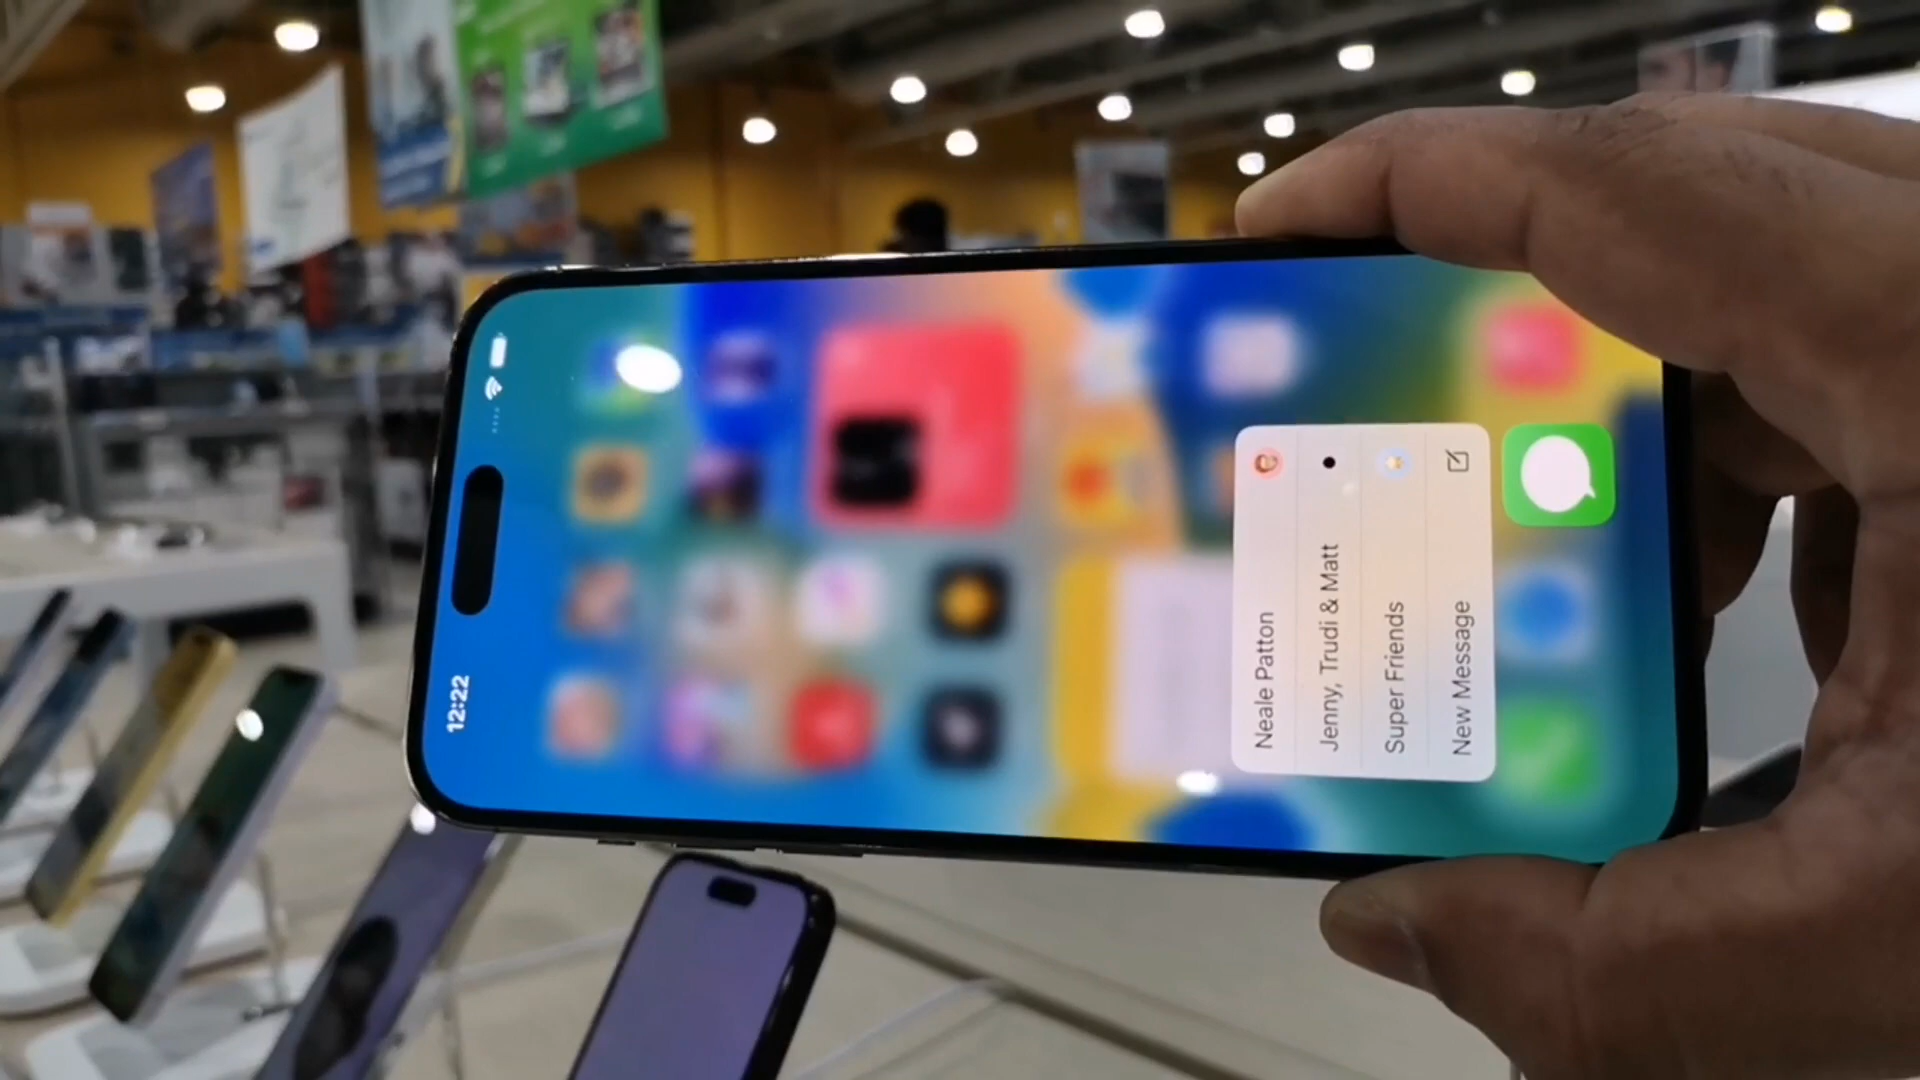 12:22
Neale Patton
Jenny, Trudi & Matt
Super Friends
New Message